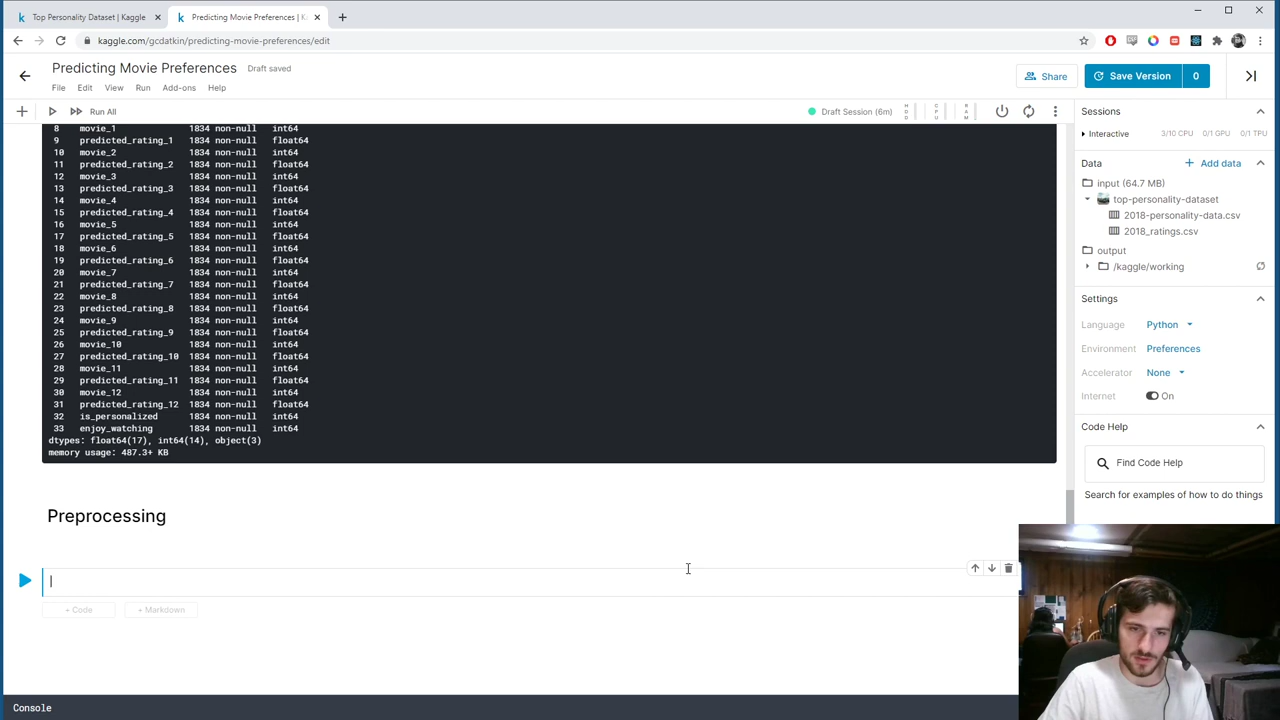 Top Personality Dataset | Kaggle
Predicting Movie Preferences | K
kaggle.com/gcdatkin/predicting-movie-preferences/edit
Predicting Movie Preferences Draft saved
File Edit View Run Add-ons Help
Share
Save Version 0
Run All
Draft Session (6m)
8 movie_1 1834 non-null int64
9 predicted_rating_1 1834 non-null float64
10 movie_2 1834 non-null int64
11 predicted_rating_2 1834 non-null float64
12 movie_3 1834 non-null int64
13 predicted_rating_3 1834 non-null float64
14 movie_4 1834 non-null int64
15 predicted_rating_4 1834 non-null float64
16 movie_5 1834 non-null int64
17 predicted_rating_5 1834 non-null float64
18 movie_6 1834 non-null int64
19 predicted_rating_6 1834 non-null float64
20 movie_7 1834 non-null int64
21 predicted_rating_7 1834 non-null float64
22 movie_8 1834 non-null int64
23 predicted_rating_8 1834 non-null float64
24 movie_9 1834 non-null int64
25 predicted_rating_9 1834 non-null float64
26 movie_10 1834 non-null int64
27 predicted_rating_10 1834 non-null float64
28 movie_11 1834 non-null int64
29 predicted_rating_11 1834 non-null float64
30 movie_12 1834 non-null int64
31 predicted_rating_12 1834 non-null float64
32 is_personalized 1834 non-null int64
33 enjoy_watching 1834 non-null int64
dtypes: float64(17), int64(14), object(3)
memory usage: 487.3+ KB
Preprocessing
+ Code + Markdown
Console
Sessions
Interactive 3/10 CPU 0/1 GPU 0/1 TPU
Data + Add data
input (64.7 MB)
top-personality-dataset
2018-personality-data.csv
2018_ratings.csv
output
/kaggle/working
Settings
Language Python
Environment Preferences
Accelerator None
Internet On
Code Help
Find Code Help
Search for examples of how to do things